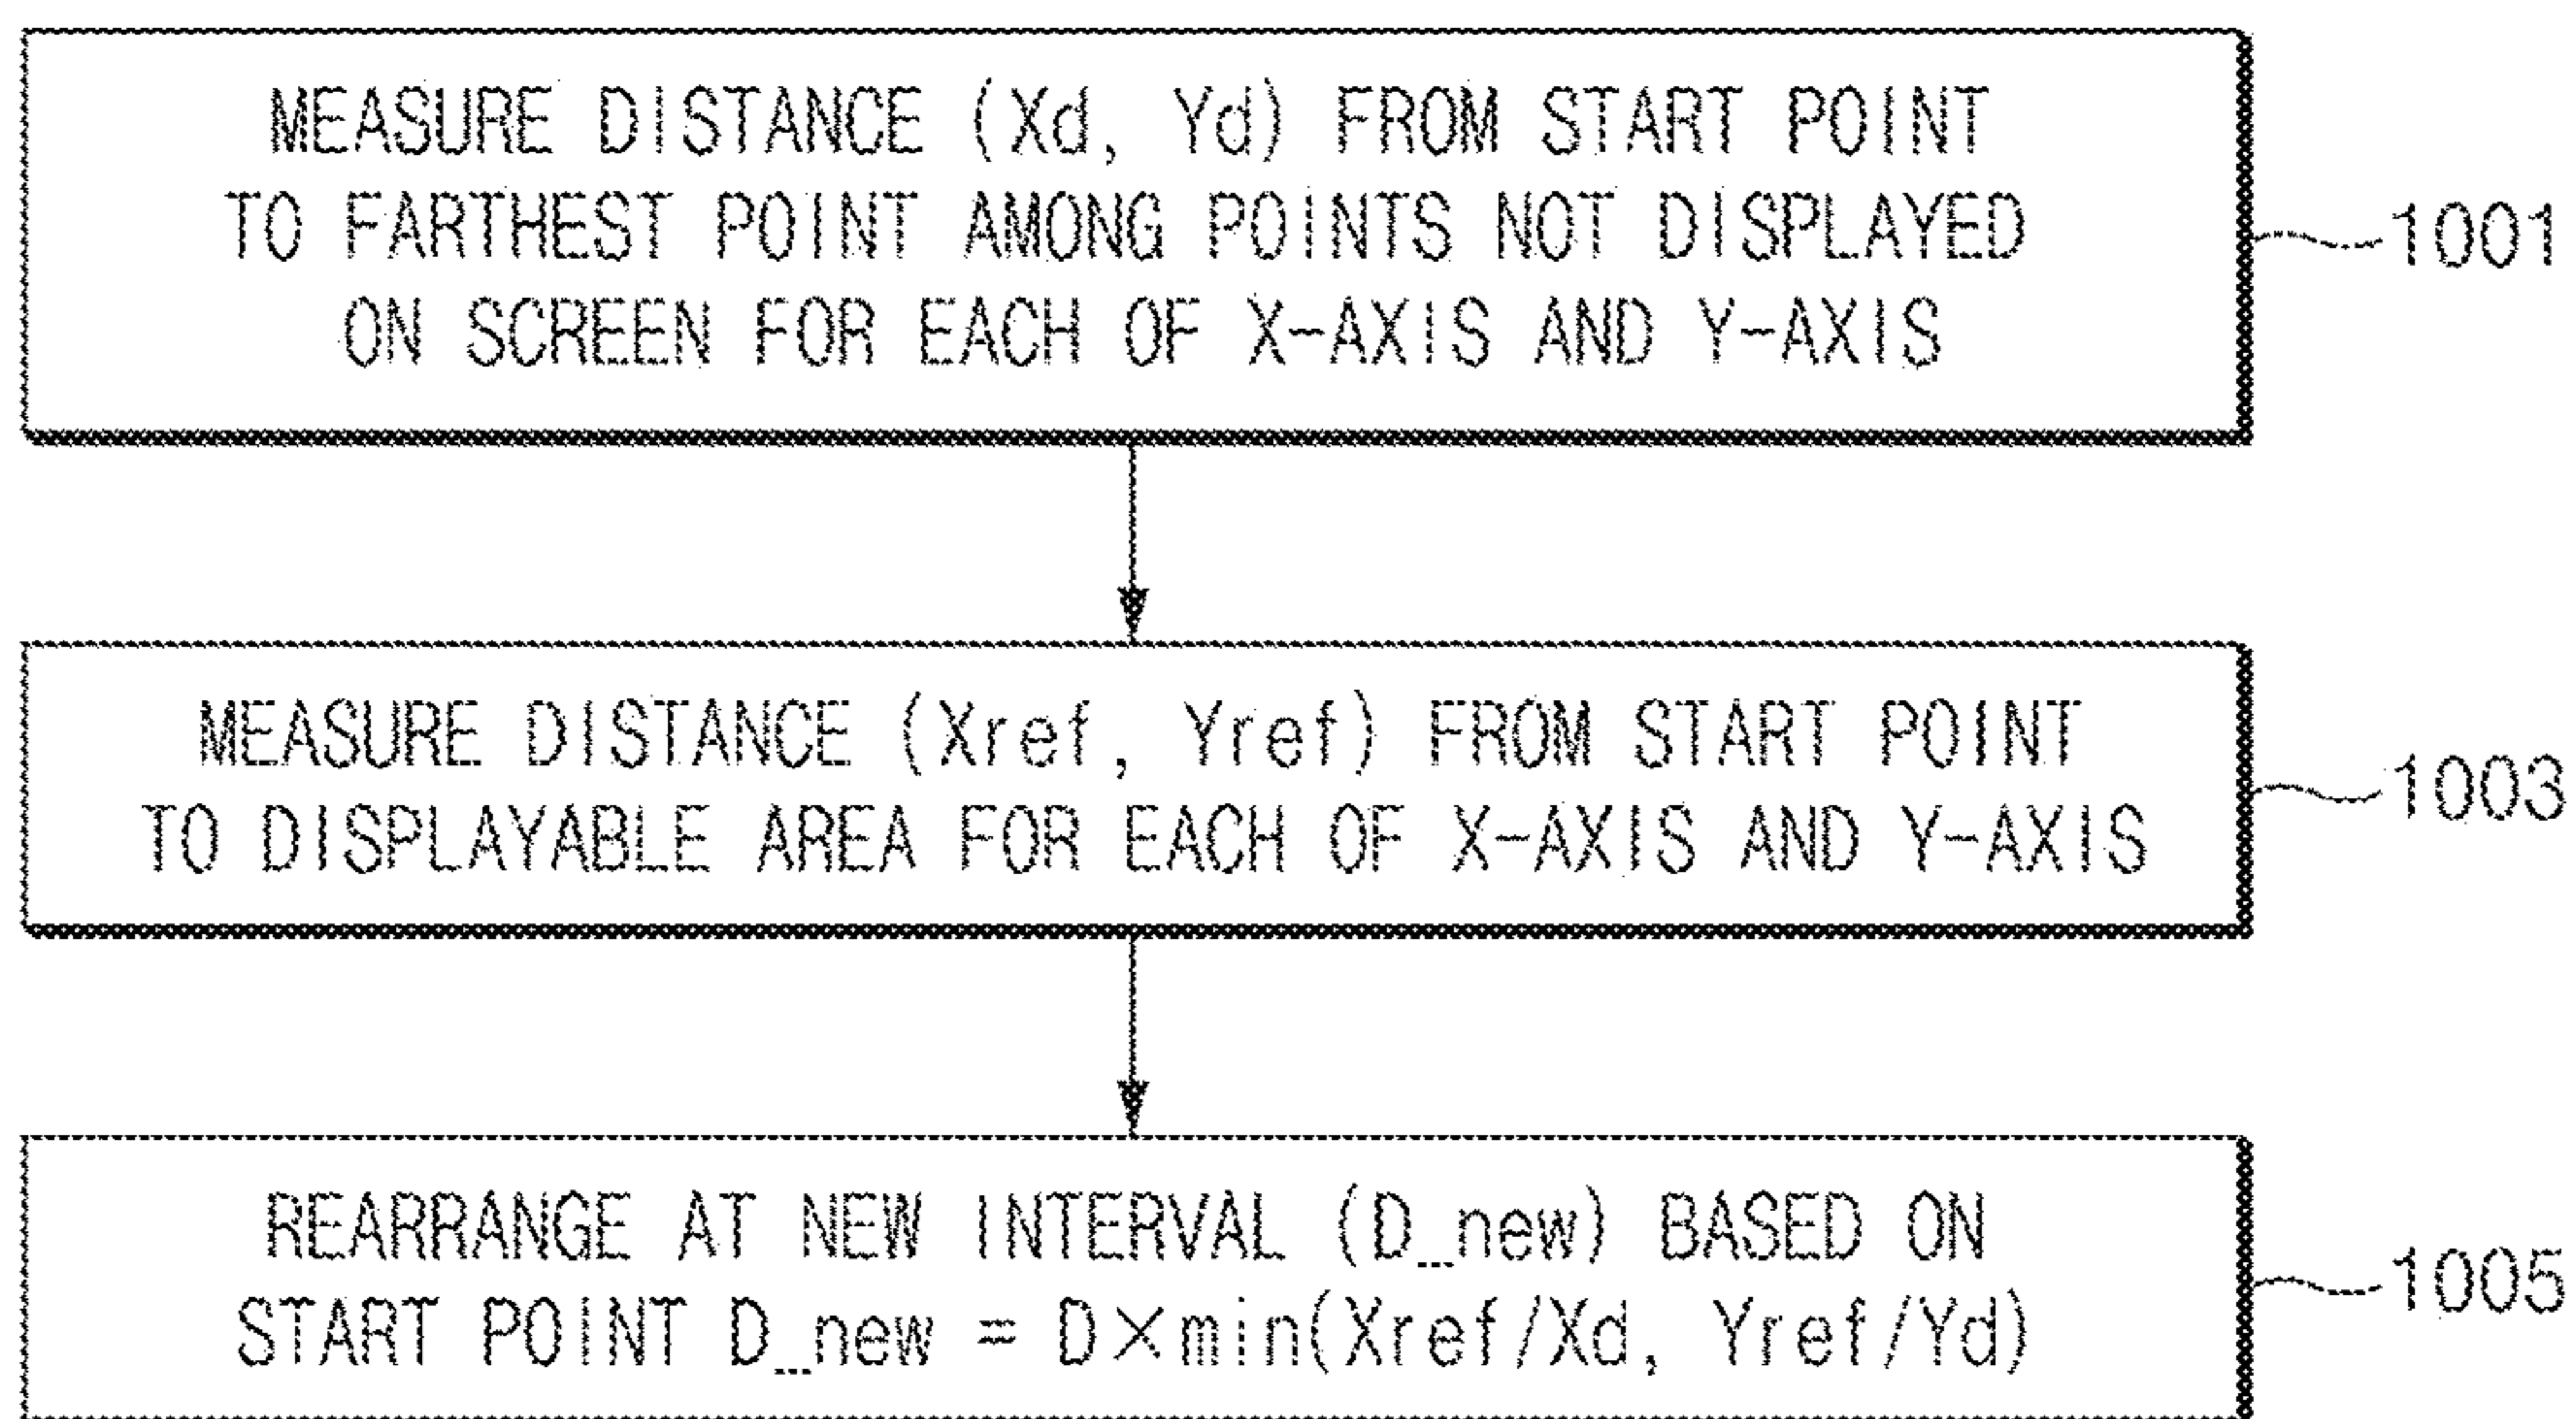 MEASURE DISTANCE (Xd, Yd) FROM START POINT
TO FARTHEST POINT AMONG POINTS NOT DISPLAYED
ON SCREEN FOR EACH OF X-AXIS AND Y-AXIS
1001
MEASURE DISTANCE (Xref, Yref) FROM START POINT
TO DISPLAYABLE AREA FOR EACH OF X-AXIS AND Y-AXIS
1003
REARRANGE AT NEW INTERVAL (D_new) BASED ON
START POINT D_new = D×min(Xref/Xd, Yref/Yd)
1005